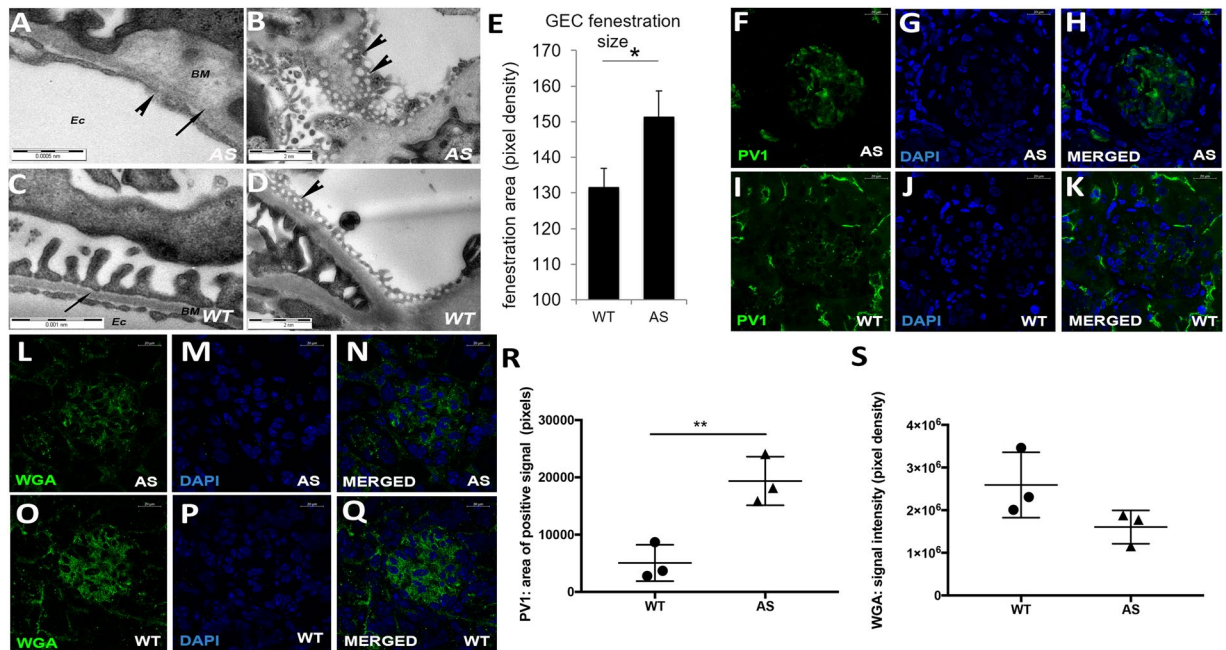 A
BM
Ec
0.0005 nm
AS
B
2 nm
AS
C
Ec
BM
0.001 nm
WT
D
2 nm
WT
E
GEC fenestration
size
*
fenestration area (pixel density)
170
160
150
140
130
120
110
100
WT
AS
F
PV1
AS
G
DAPI
AS
H
MERGED
AS
I
PV1
WT
J
DAPI
WT
K
MERGED
WT
L
WGA
AS
M
DAPI
AS
N
MERGED
AS
O
WGA
WT
P
DAPI
WT
Q
MERGED
WT
R
PV1: area of positive signal (pixels)
30000
20000
10000
0
**
WT
AS
S
WGA: signal intensity (pixel density)
4×10⁶
3×10⁶
2×10⁶
1×10⁶
0
WT
AS